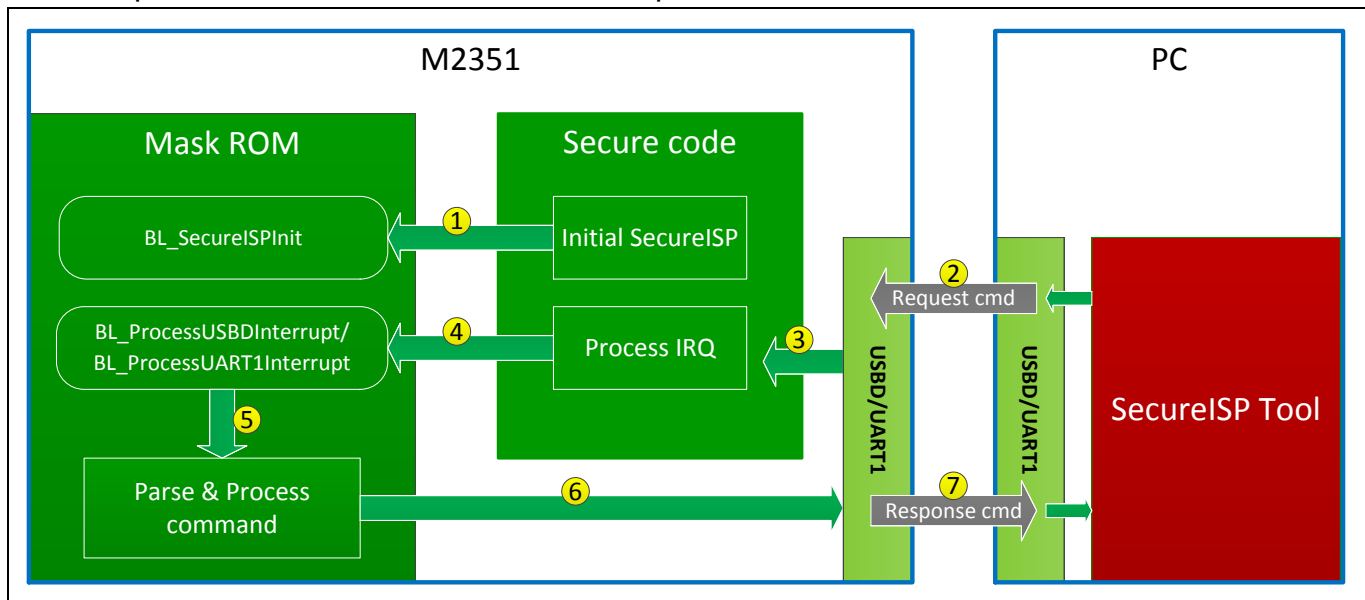 M2351
PC
Mask ROM
Secure code
BL_SecureISPInit
1
Initial SecureISP
2
Request cmd
BL_ProcessUSBDInterrupt/
BL_ProcessUART1Interrupt
4
Process IRQ
3
USBD/UART1
USBD/UART1
SecureISP Tool
5
Parse & Process
command
6
7
Response cmd